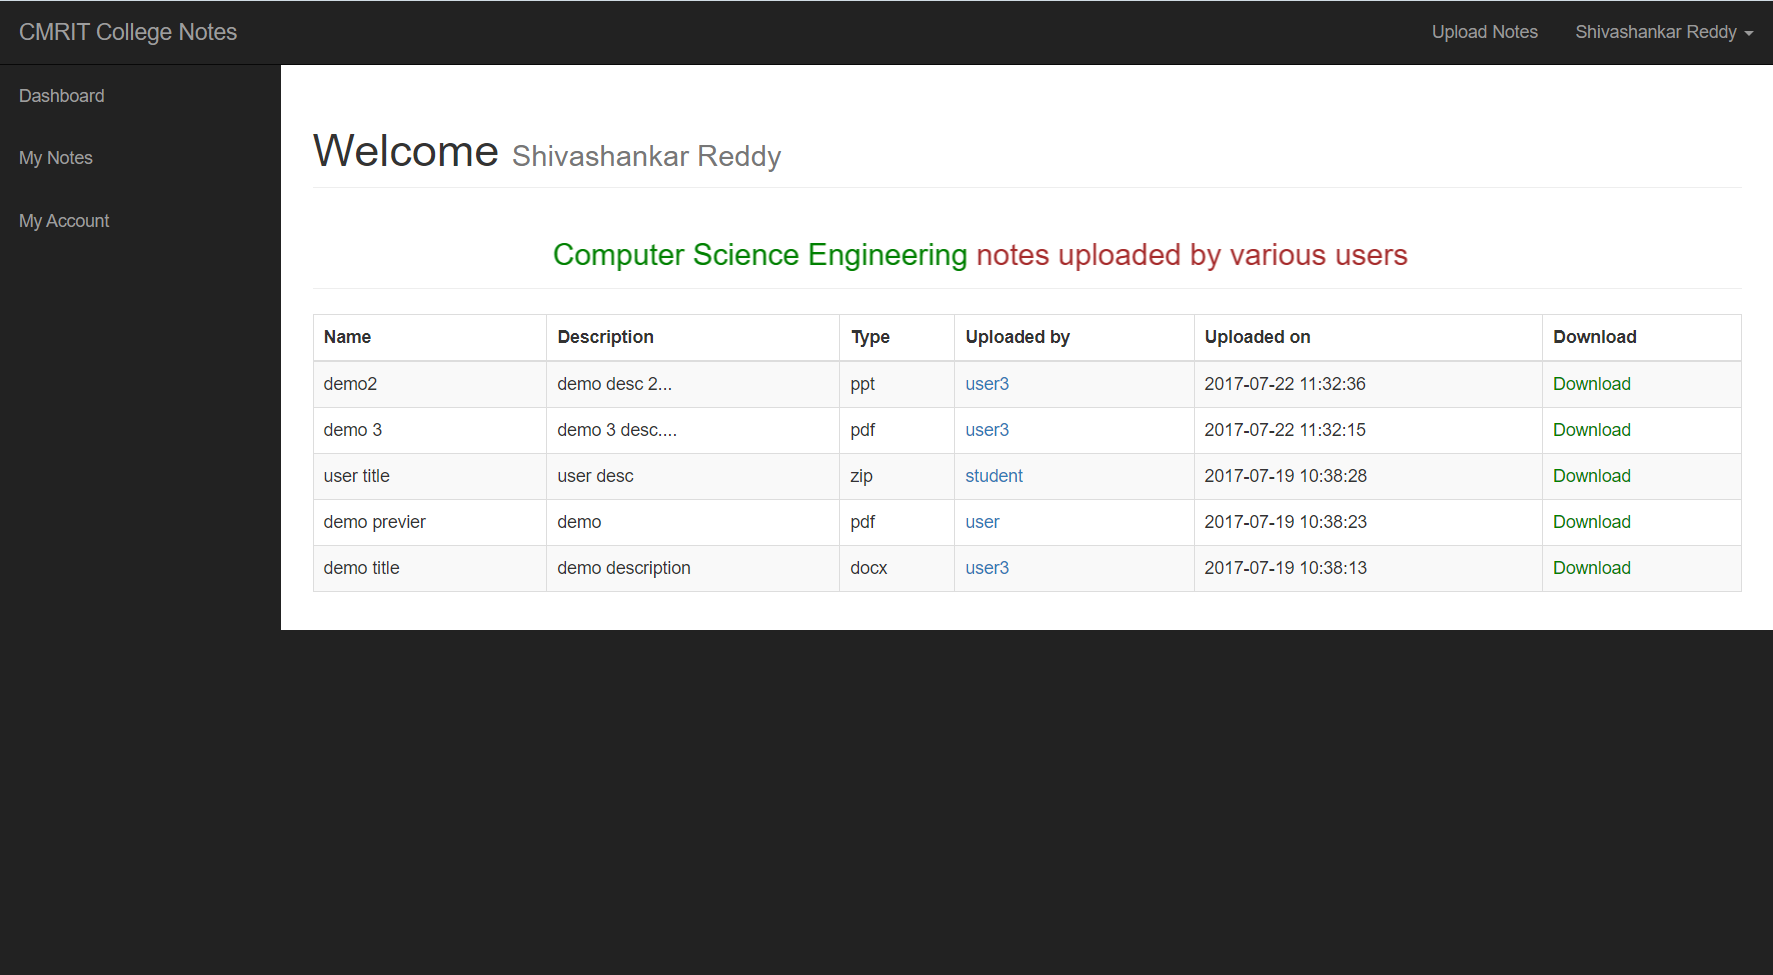 CMRIT College Notes Upload Notes Shivashankar Reddy
Dashboard
My Notes
My Account
Welcome Shivashankar Reddy
Computer Science Engineering notes uploaded by various users
Name Description Type Uploaded by Uploaded on Download
demo2 demo desc 2... ppt user3 2017-07-22 11:32:36 Download
demo 3 demo 3 desc.... pdf user3 2017-07-22 11:32:15 Download
user title user desc zip student 2017-07-19 10:38:28 Download
demo previer demo pdf user 2017-07-19 10:38:23 Download
demo title demo description docx user3 2017-07-19 10:38:13 Download